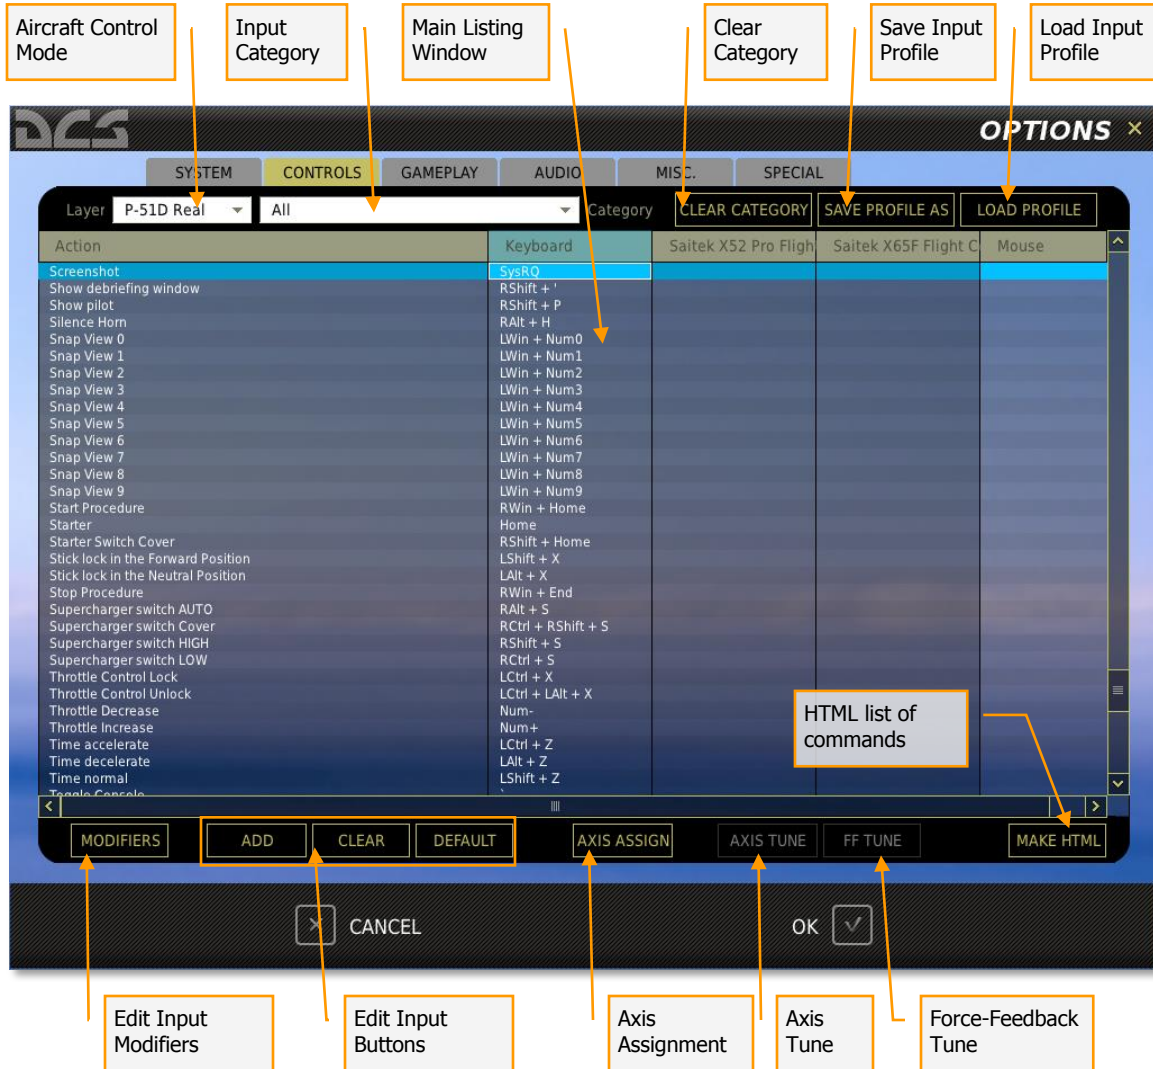 Aircraft Control
Mode
Input
Category
Main Listing
Window
Clear
Category
Save Input
Profile
Load Input
Profile
DCS
OPTIONS ×
SYSTEM CONTROLS GAMEPLAY AUDIO MISC. SPECIAL
Layer P-51D Real All Category CLEAR CATEGORY SAVE PROFILE AS LOAD PROFILE
Action Keyboard Saitek X52 Pro Fligh Saitek X65F Flight C Mouse
Screenshot SysRQ
Show debriefing window RShift + '
Show pilot RShift + P
Silence Horn RAlt + H
Snap View 0 LWin + Num0
Snap View 1 LWin + Num1
Snap View 2 LWin + Num2
Snap View 3 LWin + Num3
Snap View 4 LWin + Num4
Snap View 5 LWin + Num5
Snap View 6 LWin + Num6
Snap View 7 LWin + Num7
Snap View 8 LWin + Num8
Snap View 9 LWin + Num9
Start Procedure RWin + Home
Starter Home
Starter Switch Cover RShift + Home
Stick lock in the Forward Position LShift + X
Stick lock in the Neutral Position LAlt + X
Stop Procedure RWin + End
Supercharger switch AUTO RAlt + S
Supercharger switch Cover RCtrl + RShift + S
Supercharger switch HIGH RShift + S
Supercharger switch LOW RCtrl + S
Throttle Control Lock LCtrl + X
Throttle Control Unlock LCtrl + LAlt + X
Throttle Decrease Num-
Throttle Increase Num+
Time accelerate LCtrl + Z
Time decelerate LAlt + Z
Time normal LShift + Z
Toggle Console `
HTML list of
commands
MODIFIERS ADD CLEAR DEFAULT AXIS ASSIGN AXIS TUNE FF TUNE MAKE HTML
CANCEL OK
Edit Input
Modifiers
Edit Input
Buttons
Axis
Assignment
Axis
Tune
Force-Feedback
Tune